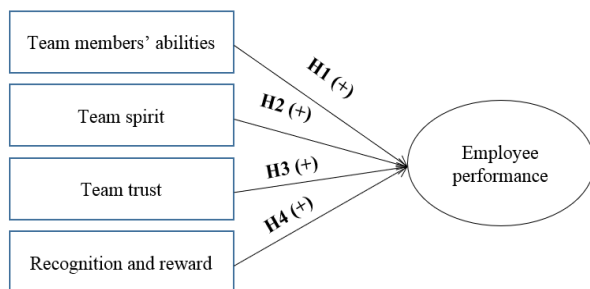 Team members’ abilities
H1 (+)
Team spirit
H2 (+)
Team trust
H3 (+)
Recognition and reward
H4 (+)
Employee
performance